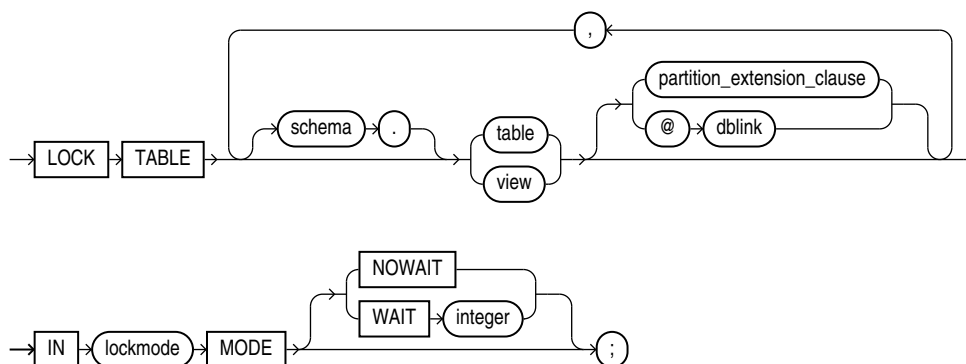 ,
partition_extension_clause
schema . table @ dblink
LOCK TABLE view
NOWAIT
WAIT integer
IN lockmode MODE ;